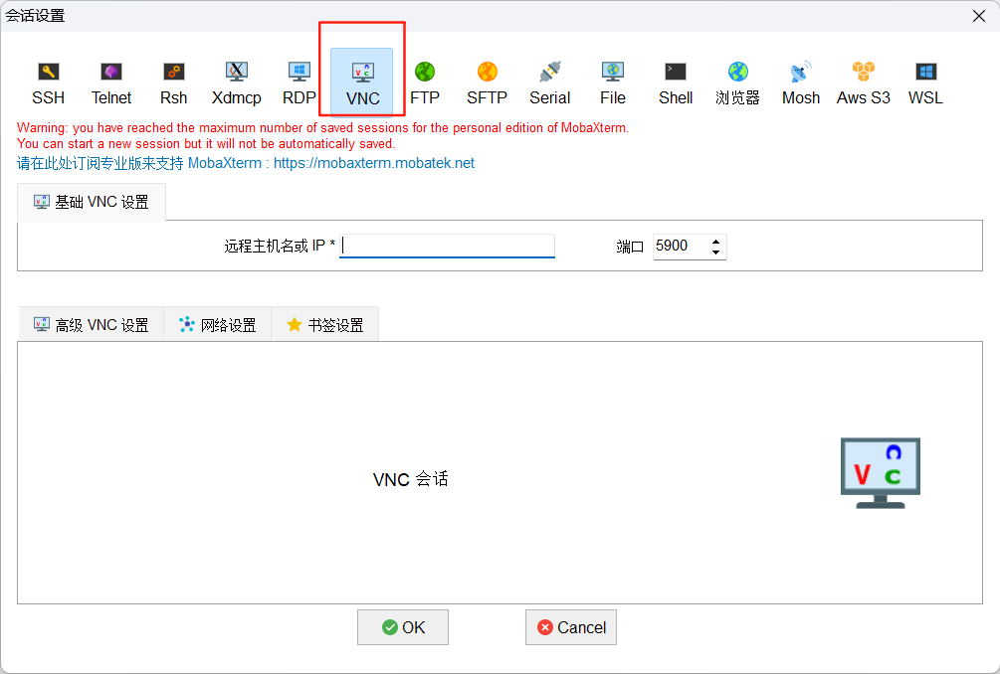 会话设置
SSH Telnet Rsh Xdmcp RDP VNC FTP SFTP Serial File Shell 浏览器 Mosh Aws S3 WSL
Warning: you have reached the maximum number of saved sessions for the personal edition of MobaXterm.
You can start a new session but it will not be automatically saved.
请在此处订阅专业版来支持 MobaXterm : https://mobaxterm.mobatek.net
基础 VNC 设置
远程主机名或 IP * 端口 5900
高级 VNC 设置 网络设置 书签设置
VNC 会话
OK Cancel